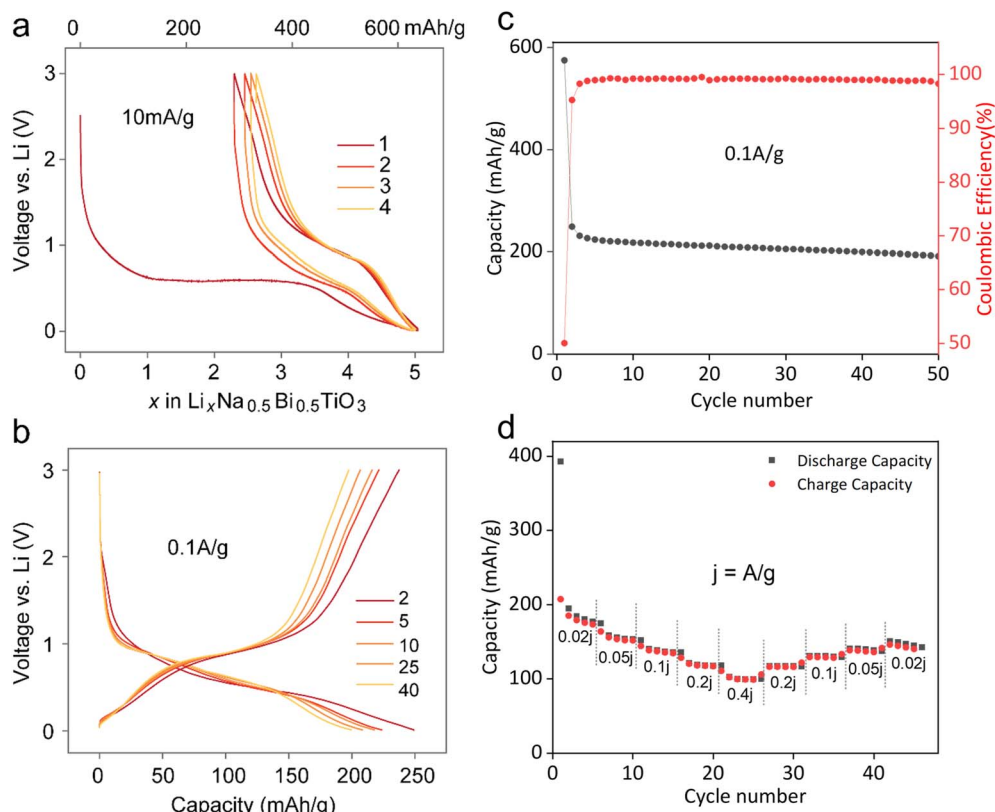 a
0 200 400 600 mAh/g
Voltage vs. Li (V)
3
2
1
0
10mA/g
1
2
3
4
0 1 2 3 4 5
x in LiₓNa₀.₅Bi₀.₅TiO₃
b
Voltage vs. Li (V)
3
2
1
0
0.1A/g
2
5
10
25
40
0 50 100 150 200 250
Capacity (mAh/g)
c
Capacity (mAh/g)
600
400
200
0
0.1A/g
100
90
80
70
60
50
Coulombic Efficiency(%)
0 10 20 30 40 50
Cycle number
d
Capacity (mAh/g)
400
300
200
100
0
Discharge Capacity
Charge Capacity
j = A/g
0.02j 0.05j 0.1j 0.2j 0.4j 0.2j 0.1j 0.05j 0.02j
0 10 20 30 40
Cycle number